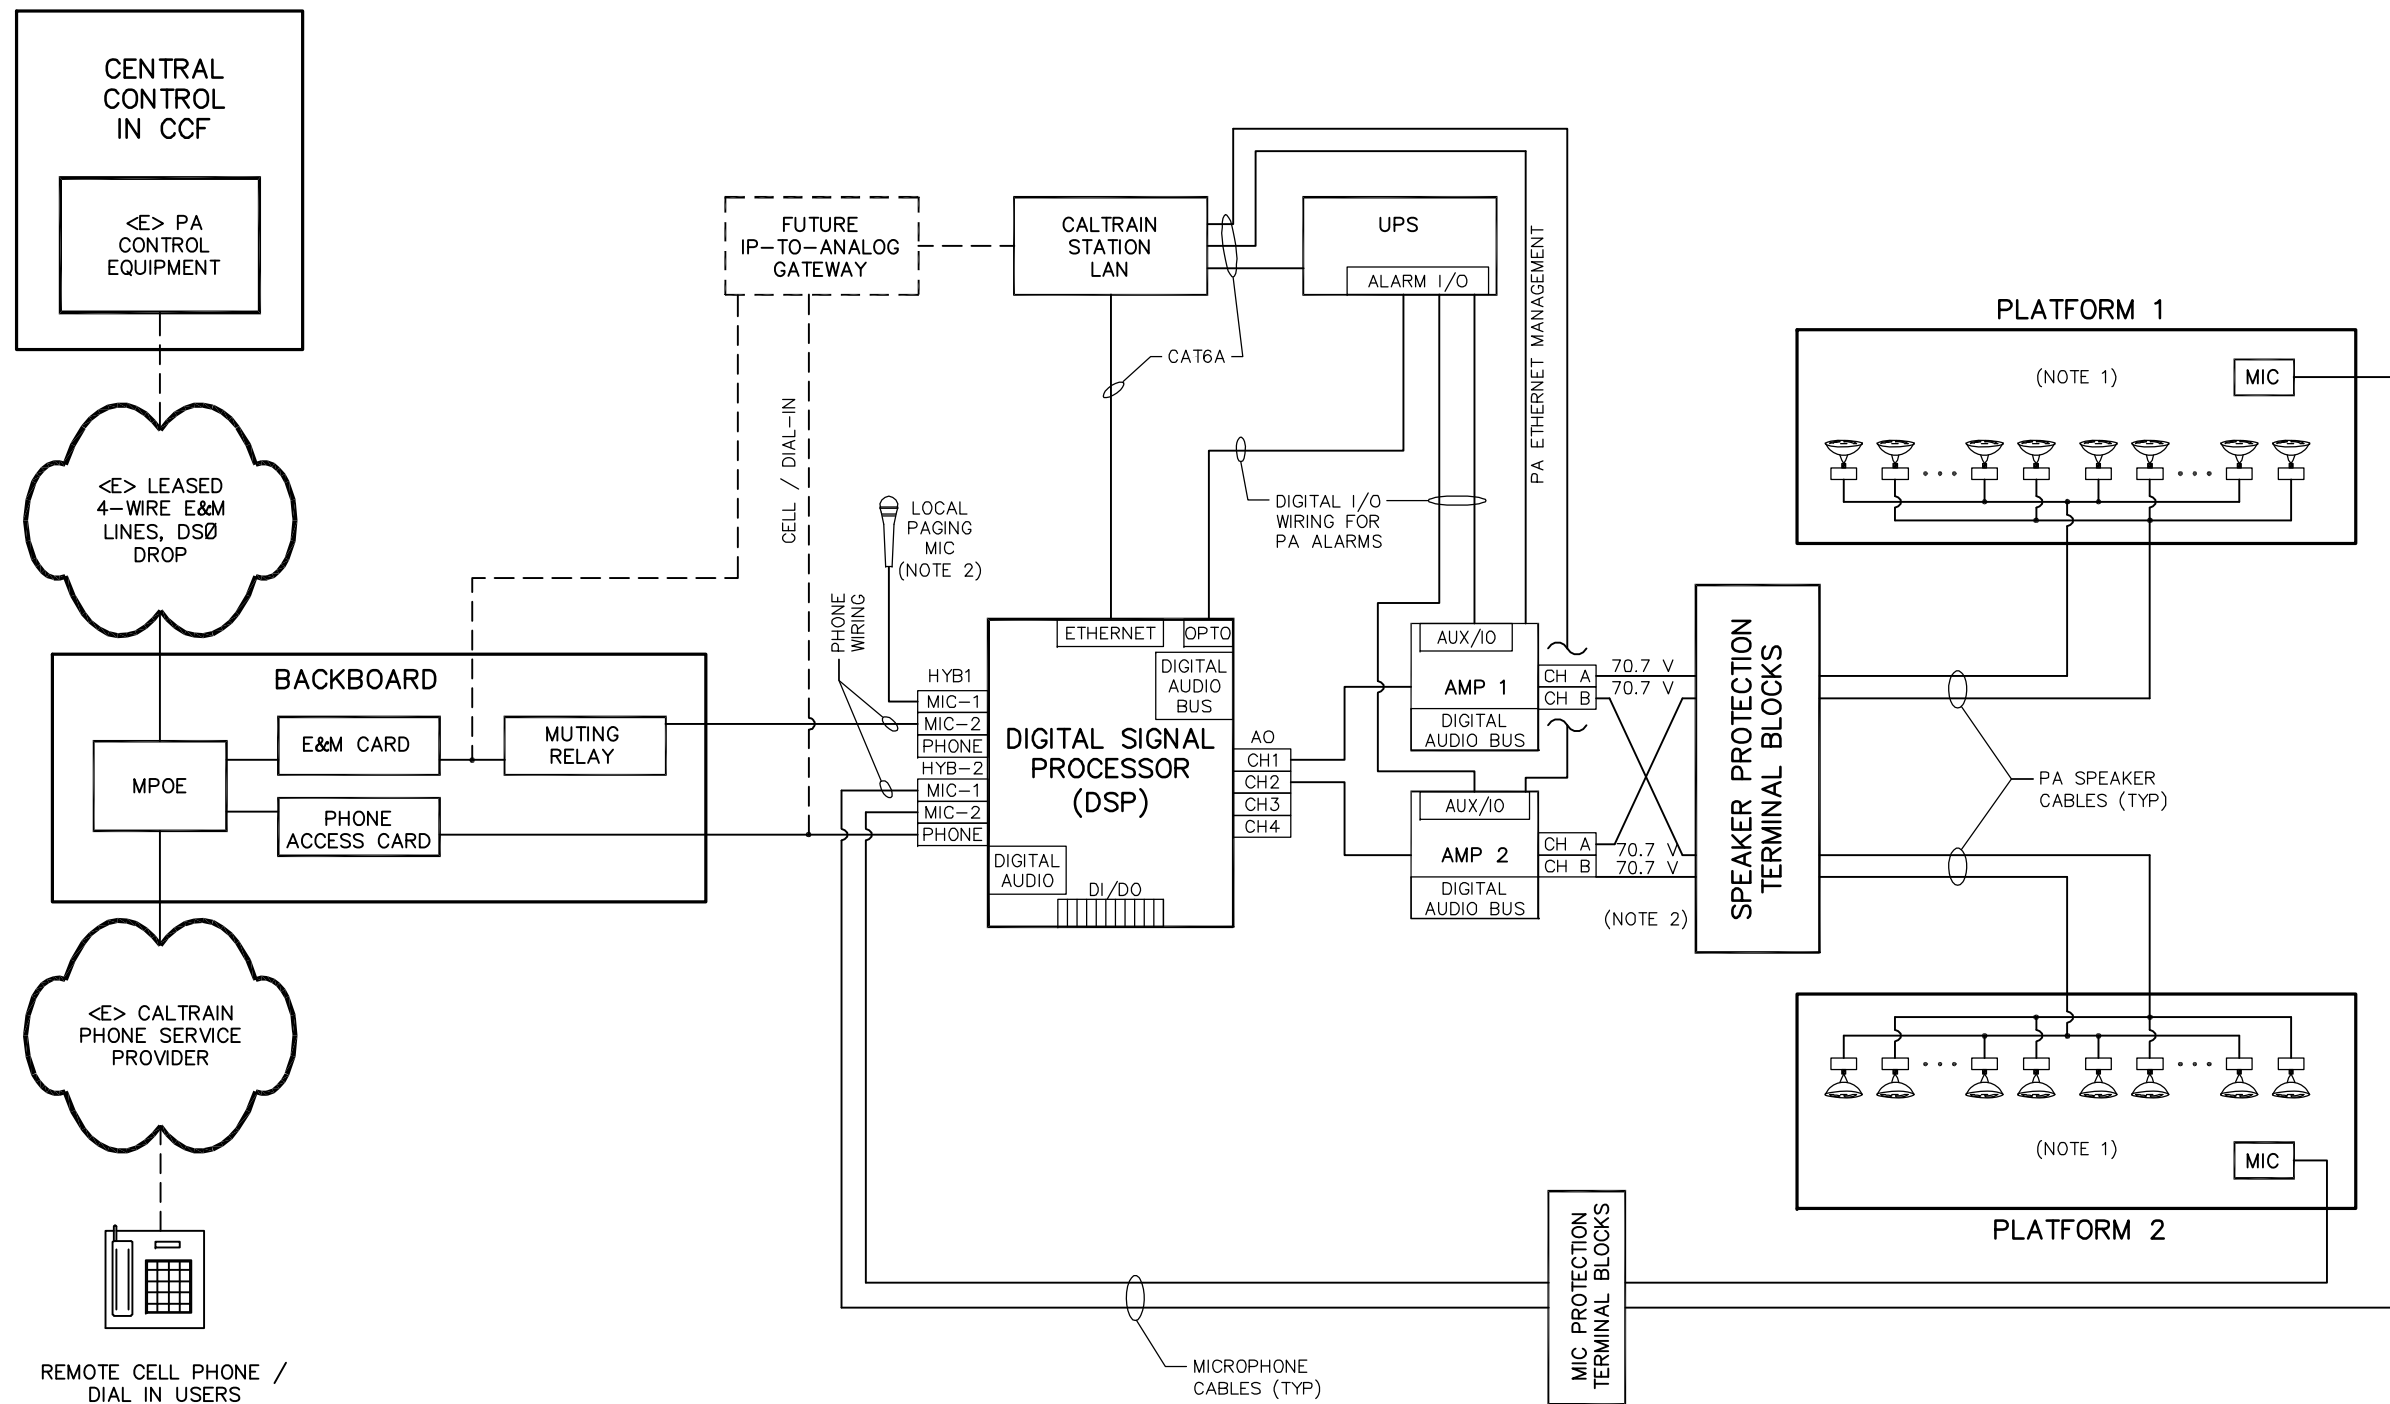 CENTRAL
CONTROL
IN CCF
<E> PA
CONTROL
EQUIPMENT
<E> LEASED
4-WIRE E&M
LINES, DSØ
DROP
BACKBOARD
MPOE
E&M CARD
MUTING
RELAY
PHONE
ACCESS CARD
<E> CALTRAIN
PHONE SERVICE
PROVIDER
REMOTE CELL PHONE /
DIAL IN USERS
FUTURE
IP-TO-ANALOG
GATEWAY
CELL / DIAL-IN
PHONE
WIRING
LOCAL
PAGING
MIC
(NOTE 2)
CALTRAIN
STATION
LAN
CAT6A
UPS
ALARM I/O
DIGITAL I/O
WIRING FOR
PA ALARMS
PA ETHERNET MANAGEMENT
ETHERNET
OPTO
DIGITAL
AUDIO
BUS
HYB1
MIC-1
MIC-2
PHONE
HYB-2
MIC-1
MIC-2
PHONE
DIGITAL SIGNAL
PROCESSOR
(DSP)
DIGITAL
AUDIO
DI/DO
AO
CH1
CH2
CH3
CH4
AUX/IO
AMP 1
DIGITAL
AUDIO BUS
CH A
CH B
70.7 V
70.7 V
AUX/IO
AMP 2
DIGITAL
AUDIO BUS
CH A
CH B
70.7 V
70.7 V
(NOTE 2)
SPEAKER PROTECTION
TERMINAL BLOCKS
PLATFORM 1
(NOTE 1)
MIC
PA SPEAKER
CABLES (TYP)
(NOTE 1)
MIC
PLATFORM 2
MIC PROTECTION
TERMINAL BLOCKS
MICROPHONE
CABLES (TYP)